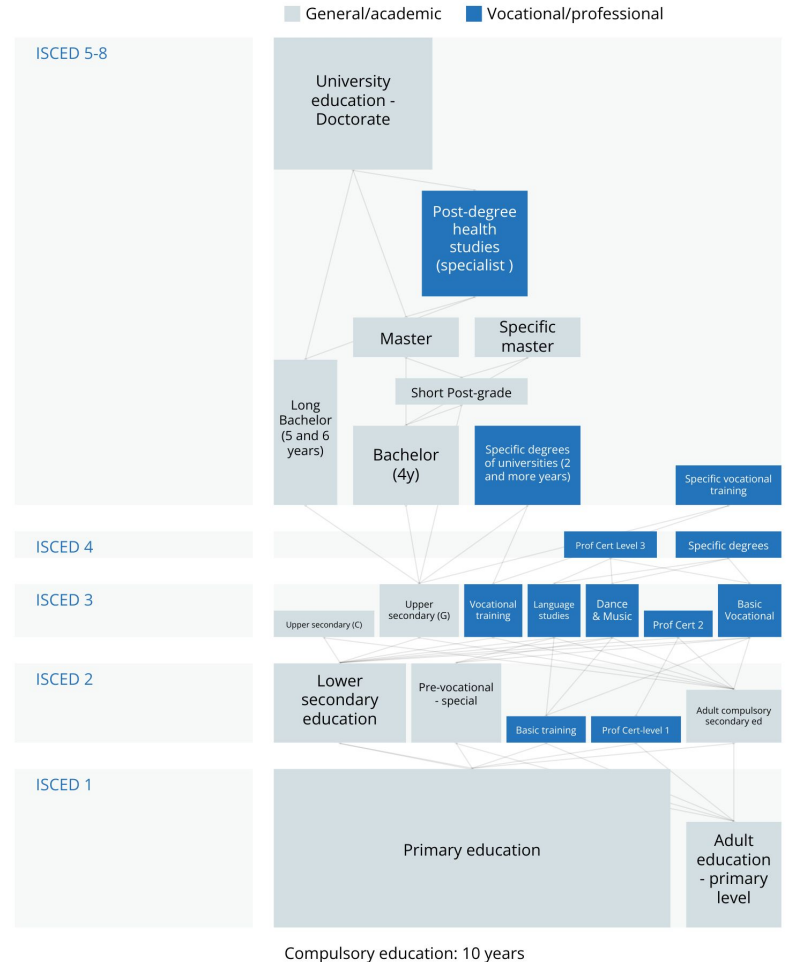 General/academic
Vocational/professional
ISCED 5-8
University
education -
Doctorate
Post-degree
health
studies
(specialist )
Master
Specific
master
Short Post-grade
Long
Bachelor
(5 and 6
years)
Bachelor
(4y)
Specific degrees
of universities (2
and more years)
Specific vocational
training
ISCED 4
Prof Cert Level 3
Specific degrees
ISCED 3
Upper secondary (C)
Upper
secondary (G)
Vocational
training
Language
studies
Dance
& Music
Prof Cert 2
Basic
Vocational
ISCED 2
Lower
secondary
education
Pre-vocational
- special
Basic training
Prof Cert-level 1
Adult compulsory
secondary ed
ISCED 1
Primary education
Adult
education
- primary
level
Compulsory education: 10 years